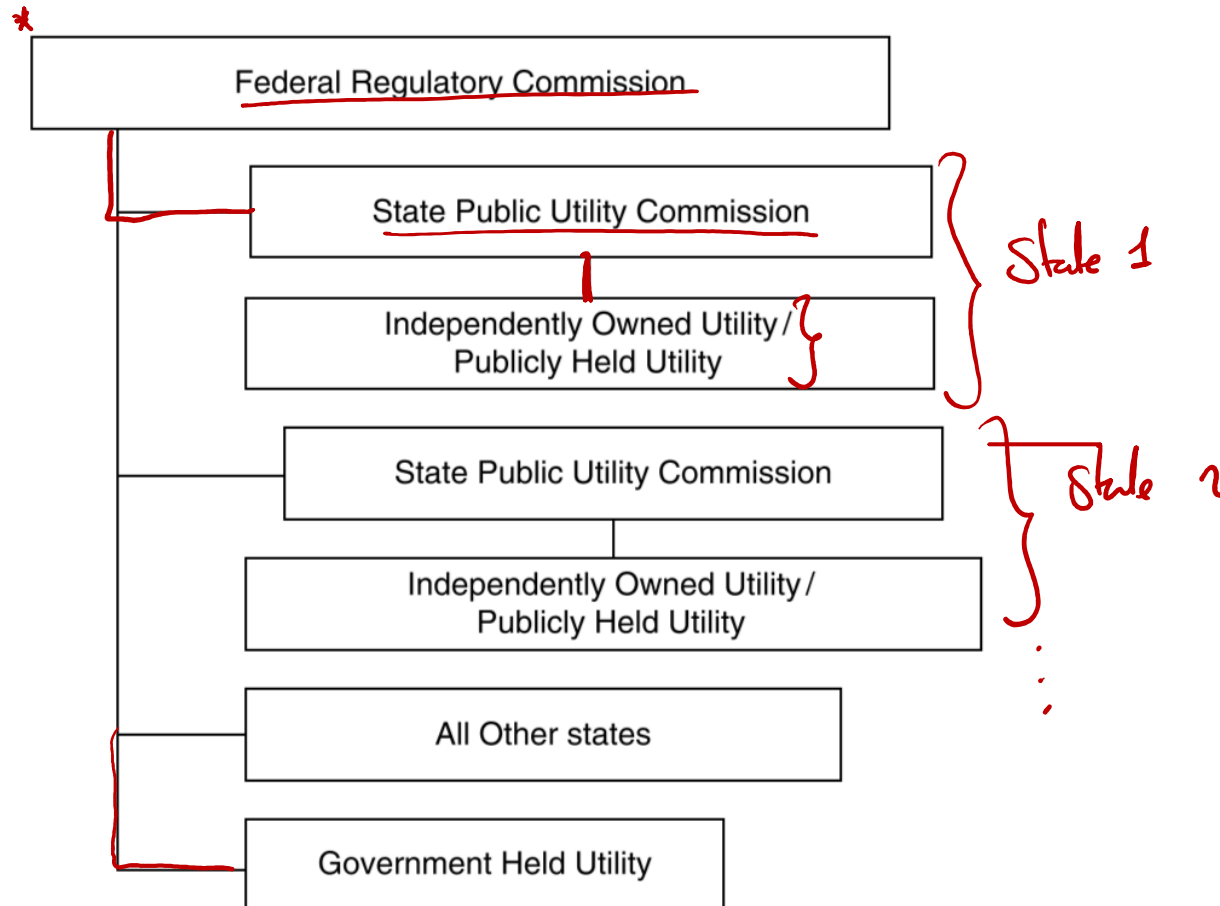 *
Federal Regulatory Commission
State Public Utility Commission
State 1
Independently Owned Utility/
Publicly Held Utility
State Public Utility Commission
State 2
Independently Owned Utility/
Publicly Held Utility
All Other states
Government Held Utility